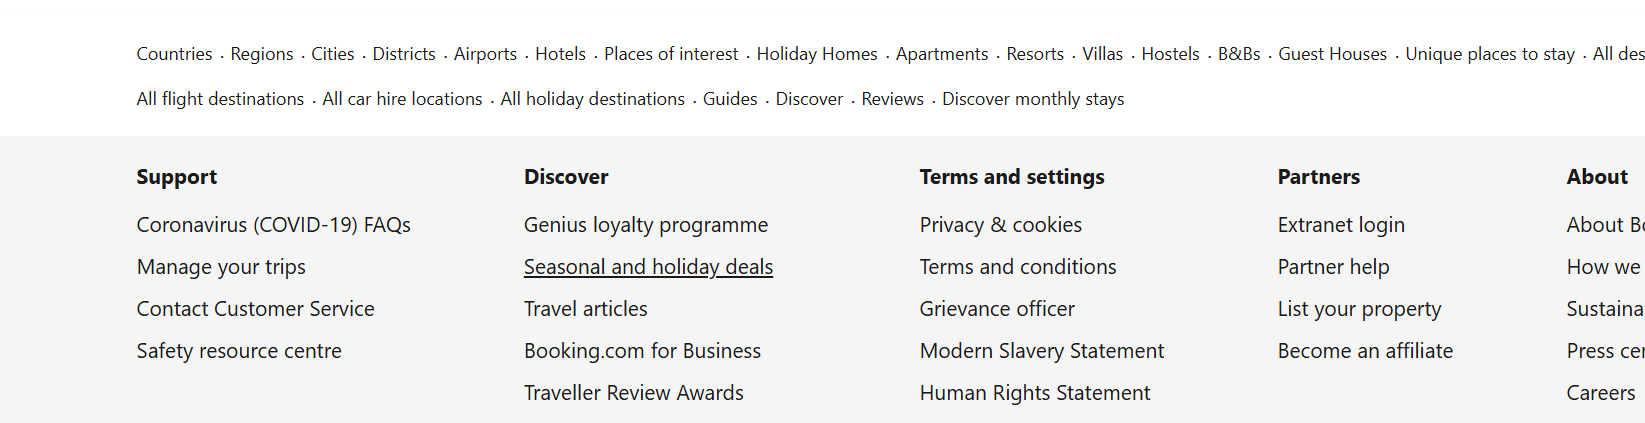 Countries · Regions · Cities · Districts · Airports · Hotels · Places of interest · Holiday Homes · Apartments · Resorts · Villas · Hostels · B&Bs · Guest Houses · Unique places to stay · All des
All flight destinations · All car hire locations · All holiday destinations · Guides · Discover · Reviews · Discover monthly stays
Support
Coronavirus (COVID-19) FAQs
Manage your trips
Contact Customer Service
Safety resource centre
Discover
Genius loyalty programme
Seasonal and holiday deals
Travel articles
Booking.com for Business
Traveller Review Awards
Terms and settings
Privacy & cookies
Terms and conditions
Grievance officer
Modern Slavery Statement
Human Rights Statement
Partners
Extranet login
Partner help
List your property
Become an affiliate
About
About
How we
Press
Careers